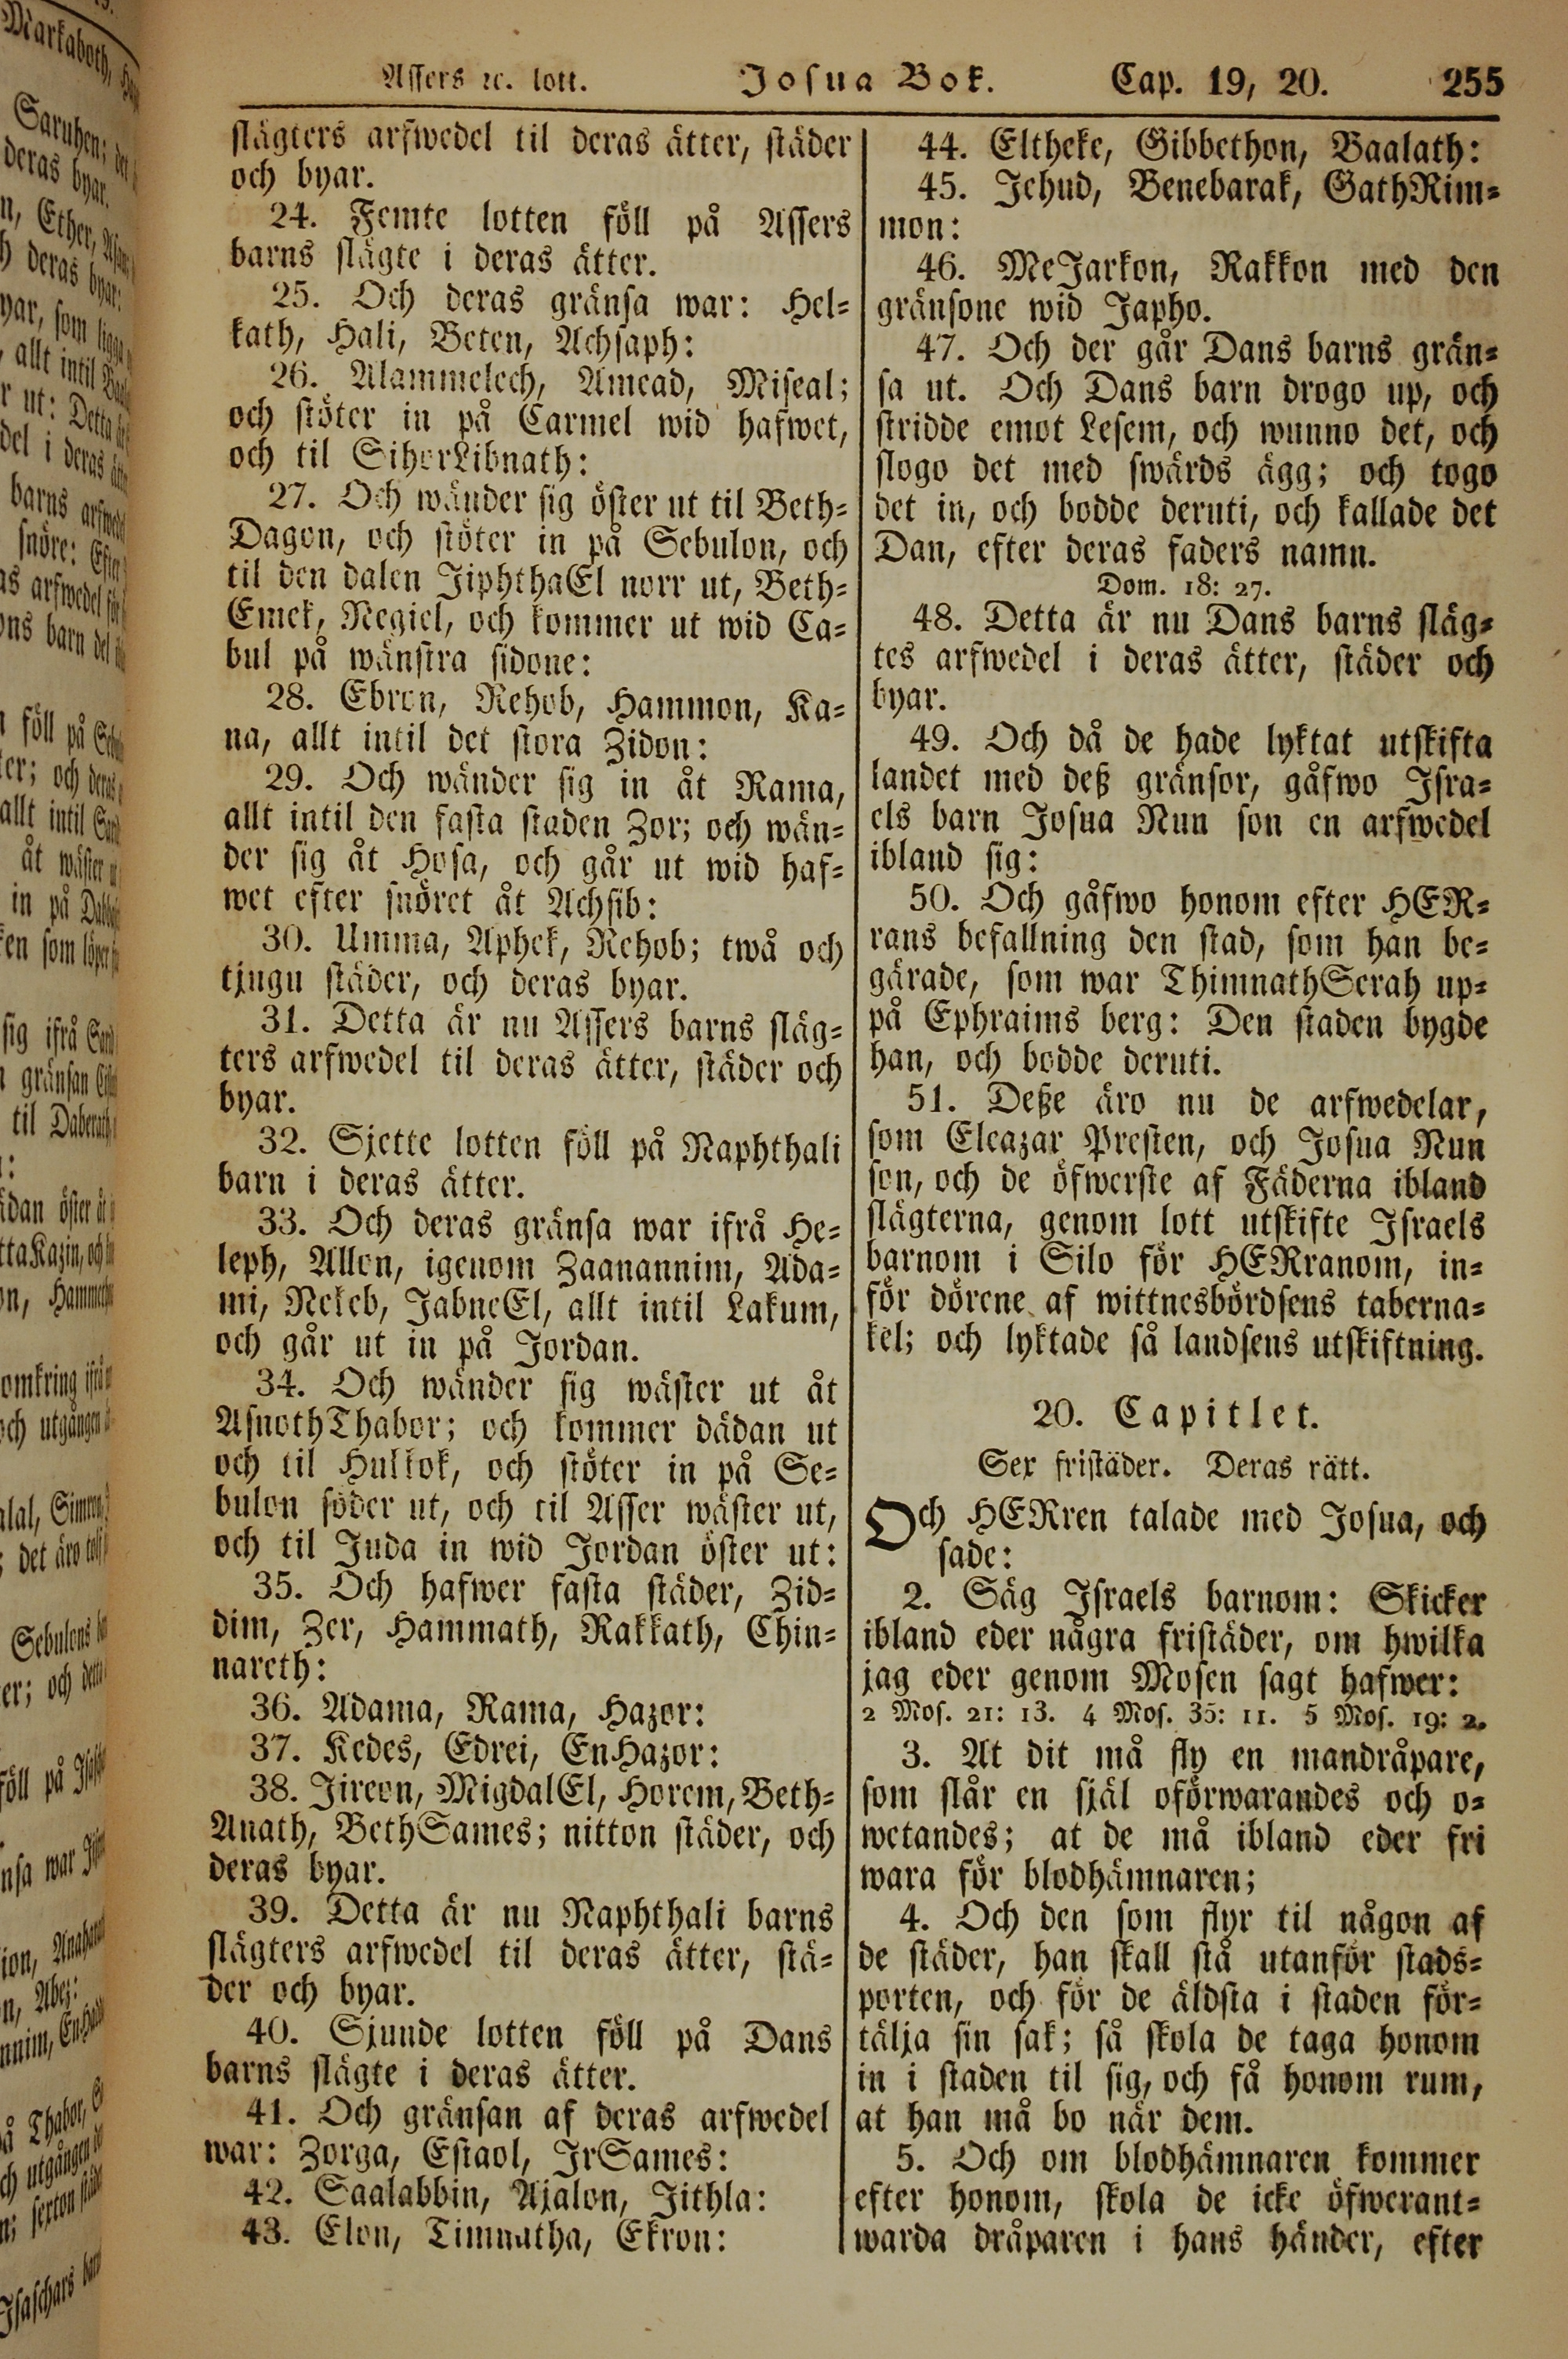 Assers ꝛc. lott. Josua Bok. Cap. 19, 20. 255
slägters arfwedel til deras ätter, städer
och byar.
24. Femte lotten föll på Assers
barns slägte i deras ätter.
25. Och deras gränsa war: Hel=
kath, Hali, Beten, Achsaph:
26. Alammelech, Amead, Miseal;
och stöter in på Carmel wid hafwet,
och til SihorLibnath:
27. Och wänder sig öster ut til Beth=
Dagon, och stöter in på Sebulon, och
til den dalen JiphthaEl norr ut, Beth=
Emek, Negiel, och kommer ut wid Ca=
bul på wänstra sidone:
28. Ebron, Rehob, Hammon, Ka=
na, allt intil det stora Zidon:
29. Och wänder sig in åt Rama,
allt intil den fasta staden Zor; och wän=
der sig åt Hosa, och går ut wid haf=
wet efter snöret åt Achsib:
30. Umma, Aphek, Rehob; twå och
tjugu städer, och deras byar.
31. Detta är nu Assers barns släg=
ters arfwedel til deras ätter, städer och
byar.
32. Sjette lotten föll på Naphthali
barn i deras ätter.
33. Och deras gränsa war ifrå He=
leph, Allon, igenom Zaanannim, Ada=
mi, Nekeb, JabneEl, allt intil Lakum,
och går ut in på Jordan.
34. Och wänder sig wäster ut åt
AsnothThabor; och kommer dädan ut
och til Hukkok, och stöter in på Se=
bulon söder ut, och til Asser wäster ut,
och til Juda in wid Jordan öster ut:
35. Och hafwer fasta städer, Zid=
dim, Zer, Hammath, Rakkath, Chin=
nareth:
36. Adama, Rama, Hazor:
37. Kedes, Edrei, EnHazor:
38. Jireon, MigdalEl, Horem, Beth=
Anath, BethSames; nitton städer, och
deras byar.
39. Detta är nu Naphthali barns
slägters arfwedel til deras ätter, stä=
der och byar.
40. Sjunde lotten föll på Dans
barns slägte i deras ätter.
41. Och gränsan af deras arfwedel
war: Zorga, Estaol, IrSames:
42. Saalabbin, Ajalon, Jithla:
43. Elon, Timnatha, Ekron:
44. Eltheke, Gibbethon, Baalath:
45. Jehud, Benebarak, GathRim=
mon:
46. MeJarkon, Rakkon med den
gränsone wid Japho.
47. Och der går Dans barns grän=
sa ut. Och Dans barn drogo up, och
stridde emot Lesem, och wunno det, och
slogo det med swärds ägg; och togo
det in, och bodde deruti, och kallade det
Dan, efter deras faders namn.
Dom. 18: 27.
48. Detta är nu Dans barns släg=
tes arfwedel i deras ätter, städer och
byar.
49. Och då de hade lyktat utskifta
landet med deß gränsor, gåfwo Isra=
els barn Josua Nun son en arfwedel
ibland sig:
50. Och gåfwo honom efter HER=
rans befallning den stad, som han be=
gärade, som war ThimnathSerah up=
på Ephraims berg: Den staden bygde
han, och bodde deruti.
51. Deße äro nu de arfwedelar,
som Eleazar Presten, och Josua Nun
son, och de öfwerste af Fäderna ibland
slägterna, genom lott utskifte Israels
barnom i Silo för HERranom, in=
för dörene af wittnesbördsens taberna=
kel; och lyktade så landsens utskiftning.
20. Capitlet.
Sex fristäder. Deras rätt.
Och HERren talade med Josua, och
sade:
2. Säg Israels barnom: Skicker
ibland eder några fristäder, om hwilka
jag eder genom Mosen sagt hafwer:
2 Mos. 21: 13. 4 Mos. 35: 11. 5 Mos. 19: 2.
3. At dit må fly en mandråpare,
som slår en själ oförwarandes och o=
wetandes; at de må ibland eder fri
wara för blodhämnaren;
4. Och den som flyr til någon af
de städer, han skall stå utanför stads=
porten, och för de äldsta i staden för=
tälja sin sak; så skola de taga honom
in i staden til sig, och få honom rum,
at han må bo när dem.
5. Och om blodhämnaren kommer
efter honom, skola de icke öfwerant=
warda dråparen i hans händer, efter